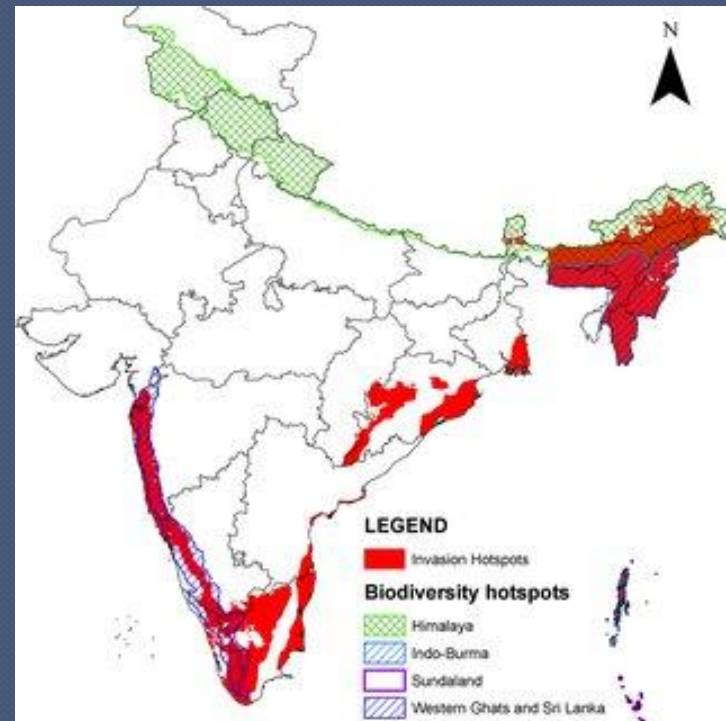 N
LEGEND
Invasion Hotspots
Biodiversity hotspots
Himalaya
Indo-Burma
Sundaland
Western Ghats and Sri Lanka